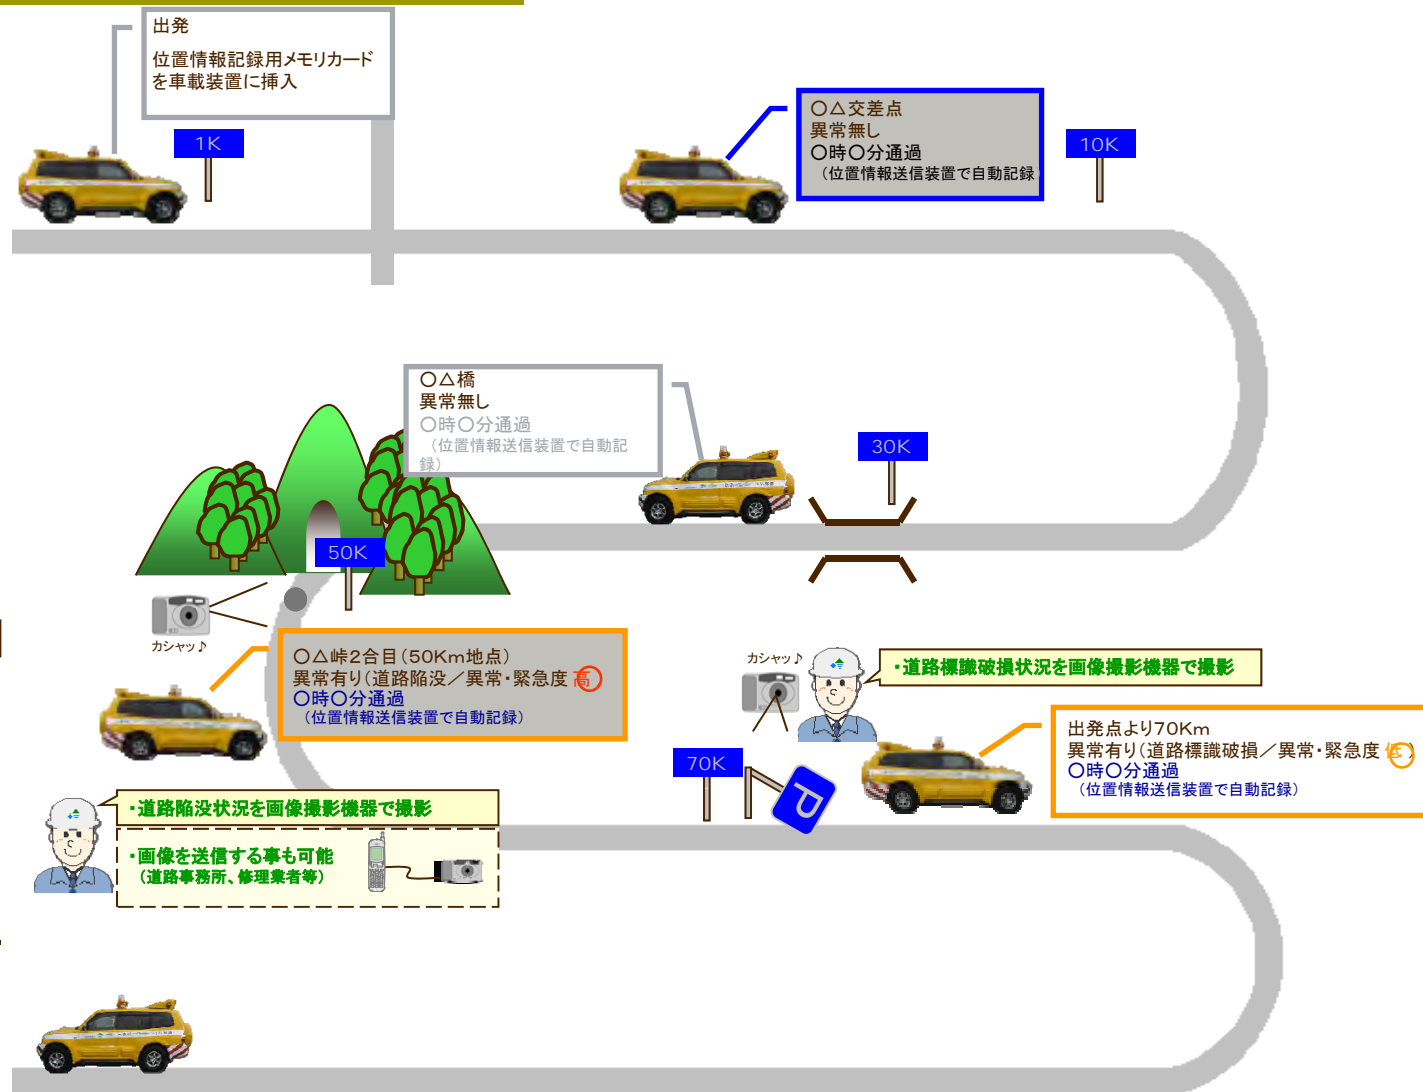 出発
位置情報記録用メモリカード
を車載装置に挿入
1K
〇△交差点
異常無し
〇時〇分通過
（位置情報送信装置で自動記録）
10K
〇△橋
異常無し
〇時〇分通過
（位置情報送信装置で自動記
録）
30K
50K
カシャッ♪
〇△峠2合目（50Km地点）
異常有り（道路陥没／異常・緊急度 高
〇時〇分通過
（位置情報送信装置で自動記録）
カシャッ♪
・道路標識破損状況を画像撮影機器で撮影
出発点より70Km
異常有り（道路標識破損／異常・緊急度 低）
〇時〇分通過
（位置情報送信装置で自動記録）
70K
P
・道路陥没状況を画像撮影機器で撮影
・画像を送信する事も可能
（道路事務所、修理業者等）